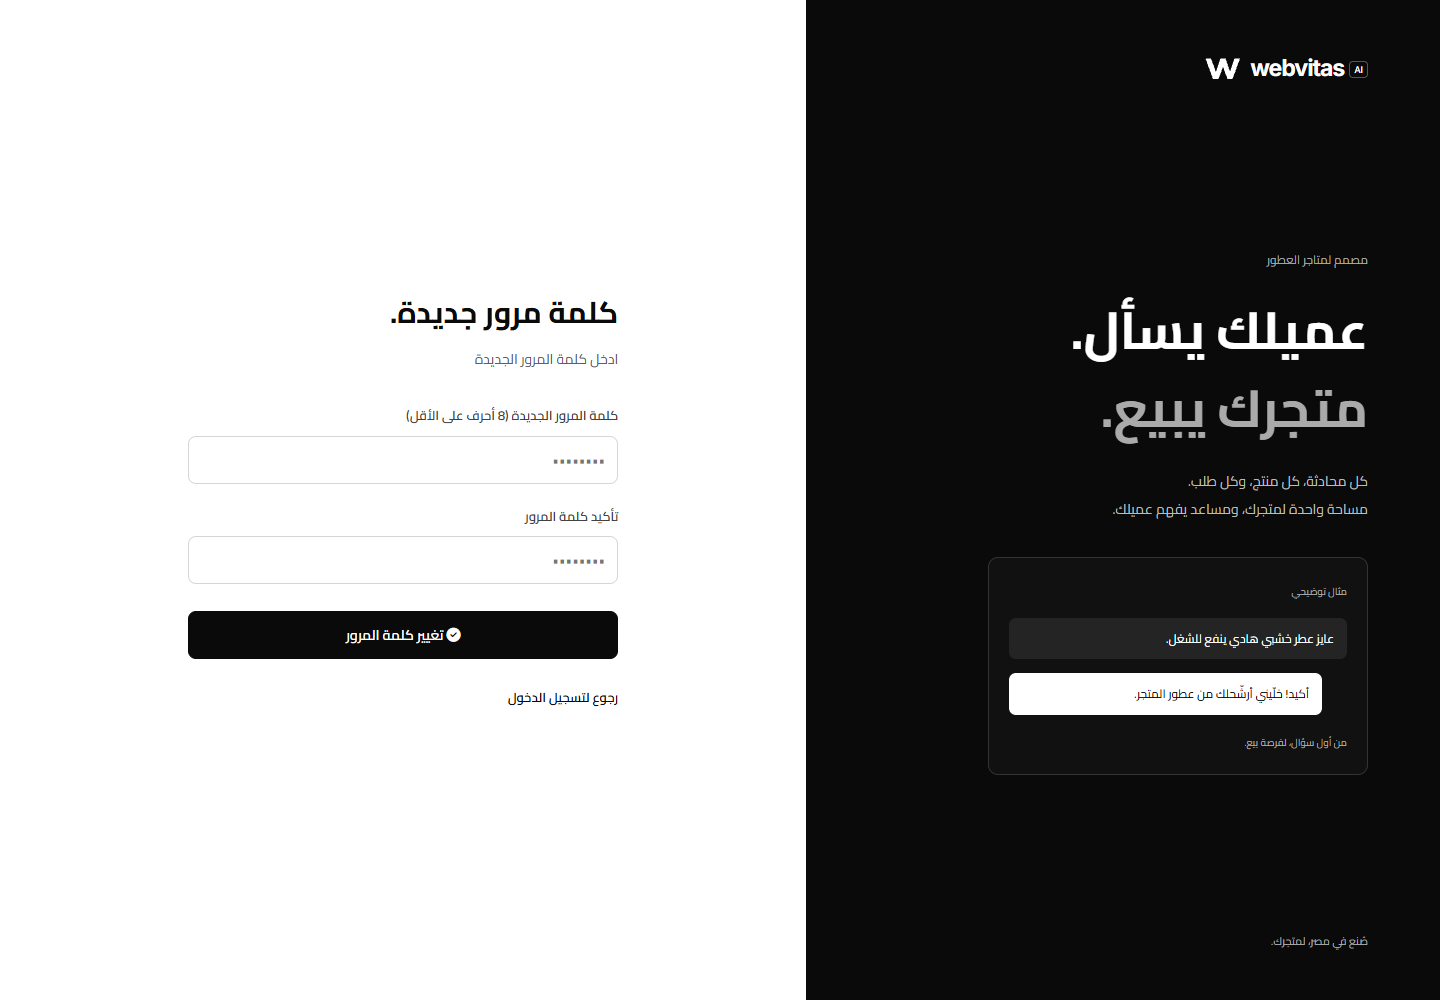 webvitas AI
مصمم لمتاجر العطور
عميلك يسأل.
متجرك يبيع.
كل محادثة، كل منتج، وكل طلب.
مساحة واحدة لمتجرك، ومساعد يفهم عميلك.
مثال توضيحي
عايز عطر خشبي هادي ينفع للشغل.
أكيد! خلّيني أرشّحلك من عطور المتجر.
من أول سؤال، لفرصة بيع.
صُنع في مصر، لمتجرك.
كلمة مرور جديدة.
ادخل كلمة المرور الجديدة
كلمة المرور الجديدة (8 أحرف على الأقل)
••••••••
تأكيد كلمة المرور
••••••••
تغيير كلمة المرور
رجوع لتسجيل الدخول